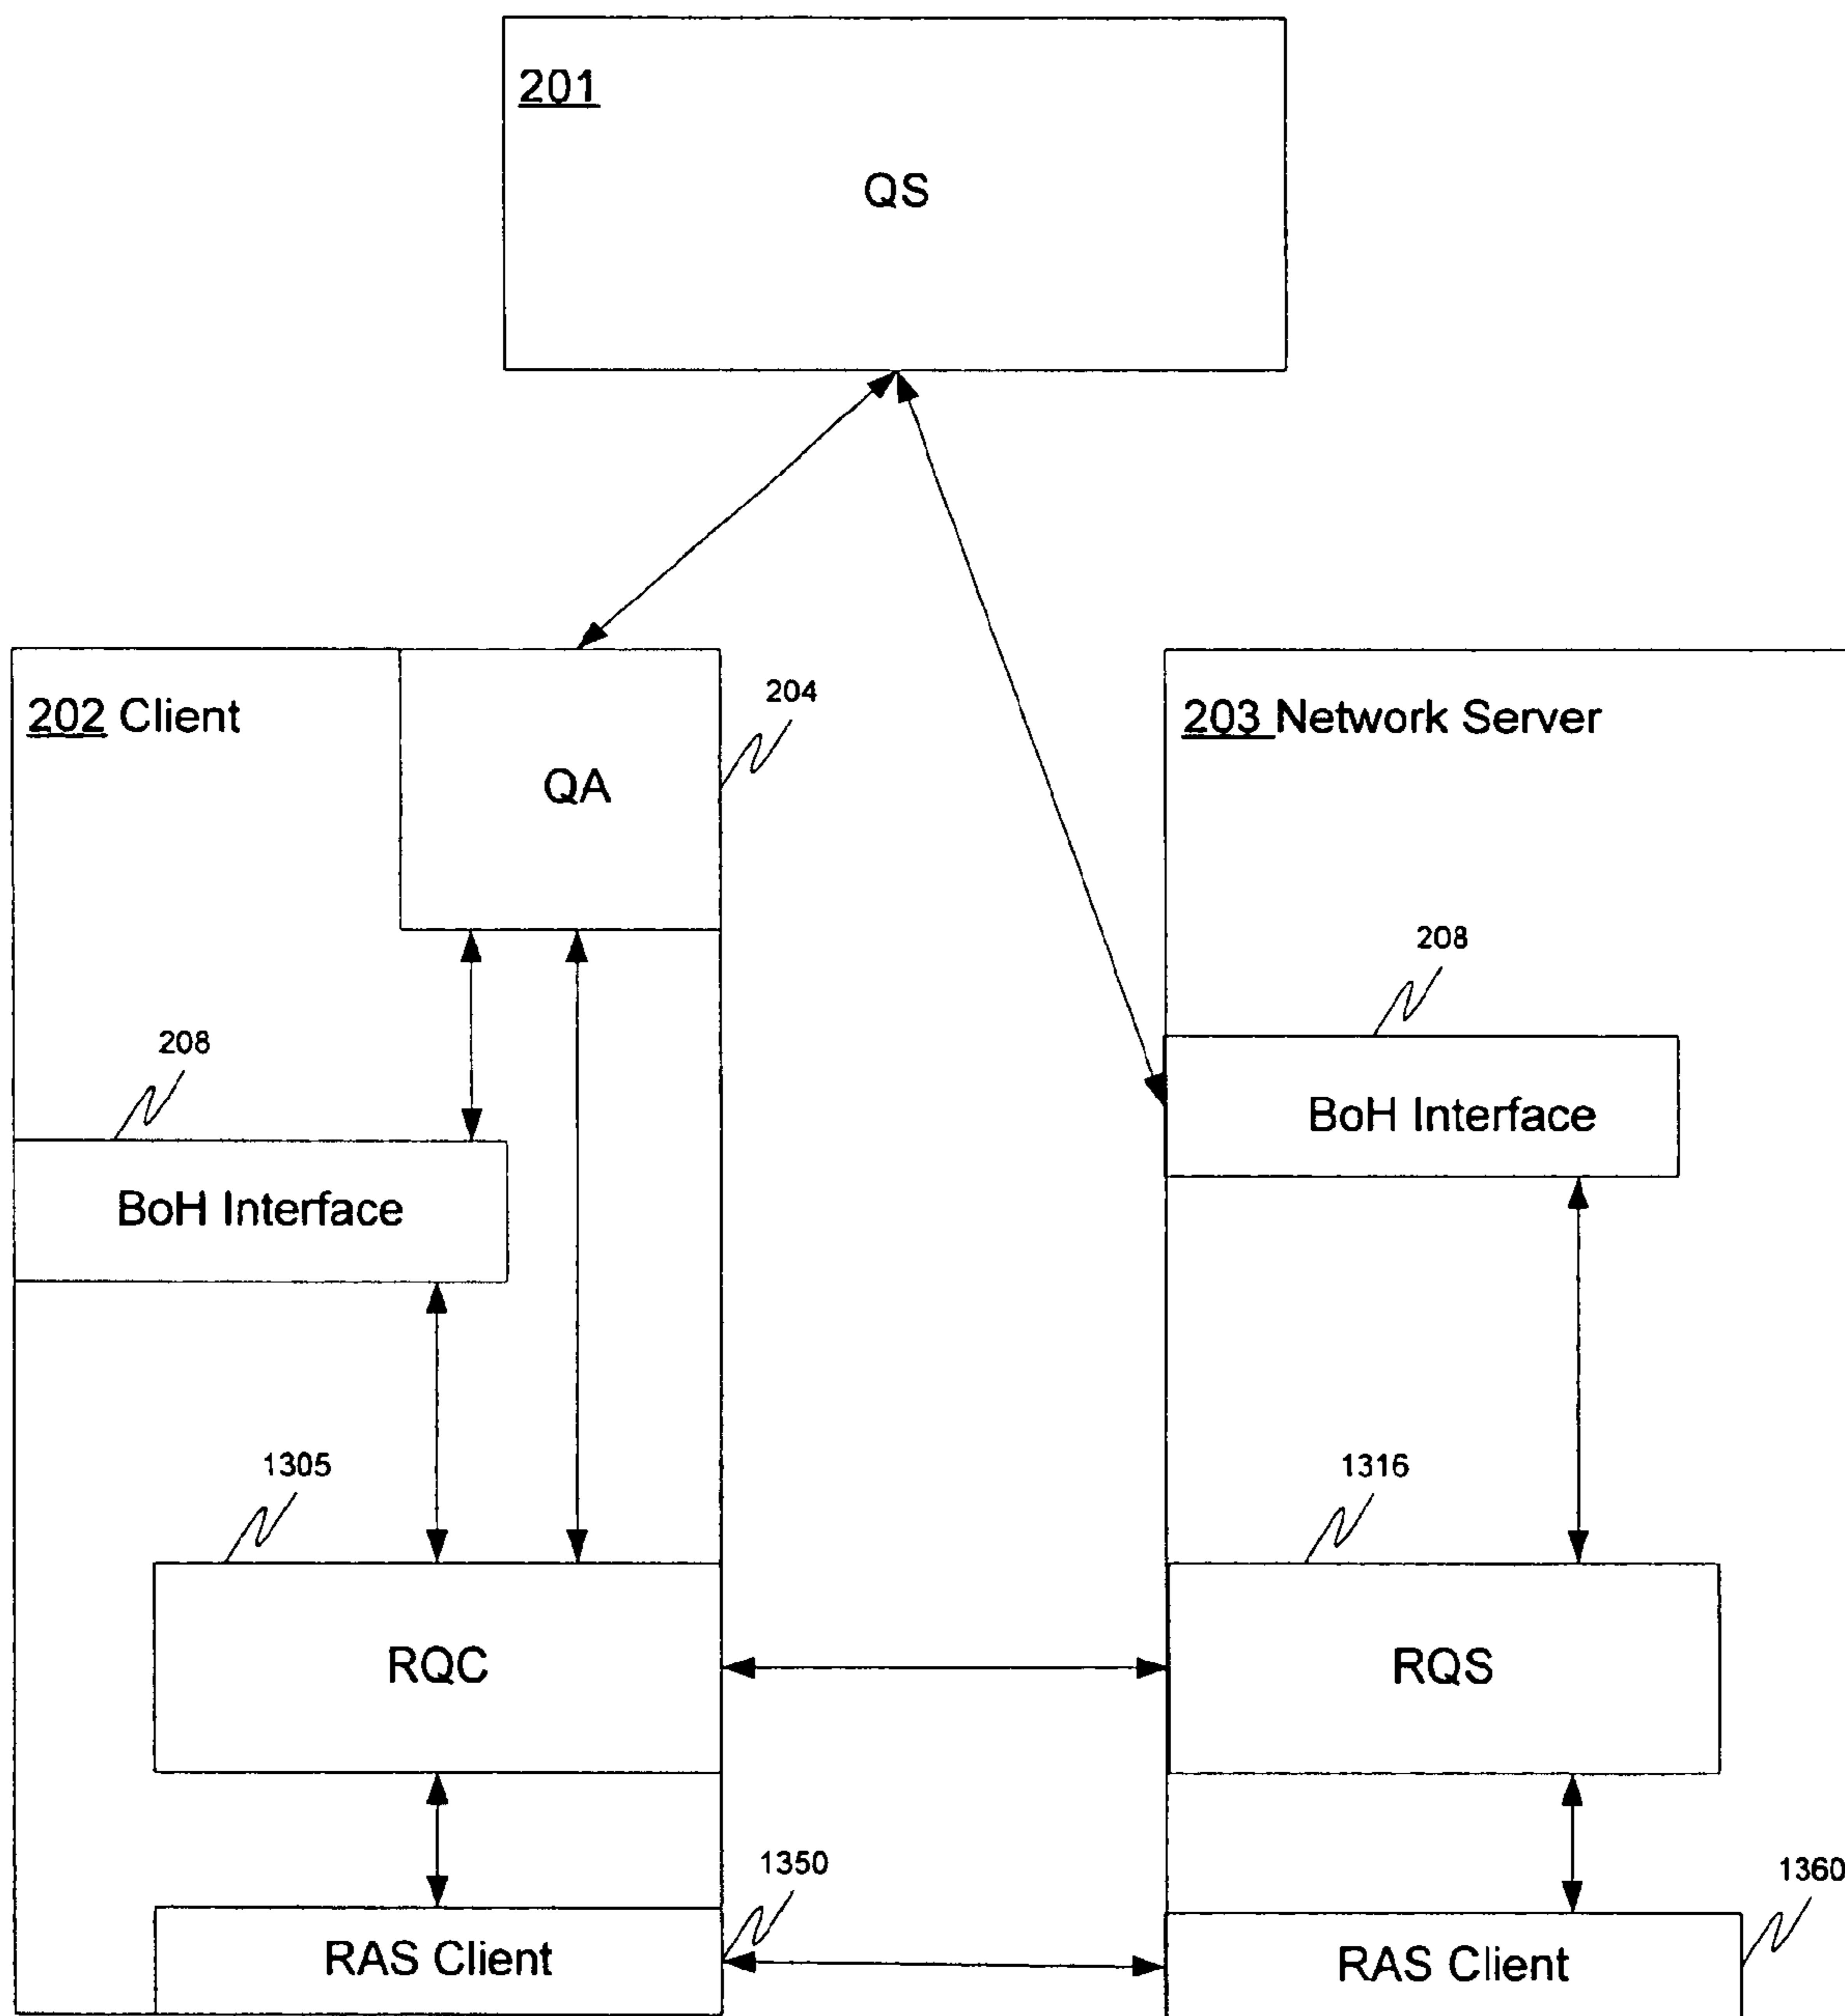 201
QS
202 Client
204
QA
203 Network Server
208
BoH Interface
208
BoH Interface
1305
RQC
1316
RQS
1350
RAS Client
1360
RAS Client